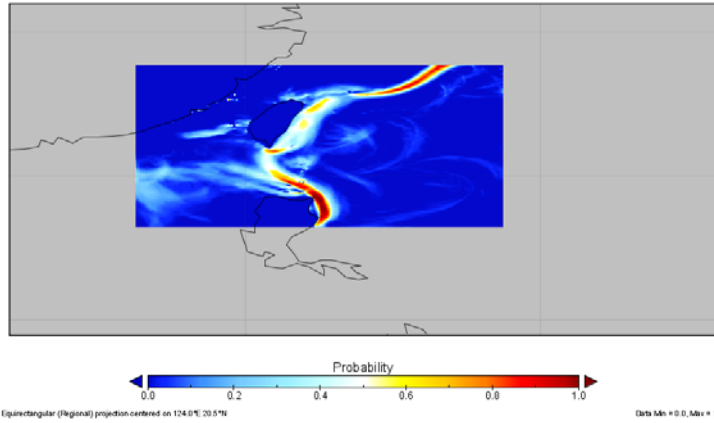 Probability
0.0 0.2 0.4 0.6 0.8 1.0
Equirectangular (Regional) projection centered on 124.0°E 20.5°N Data Min = 0.0, Max =